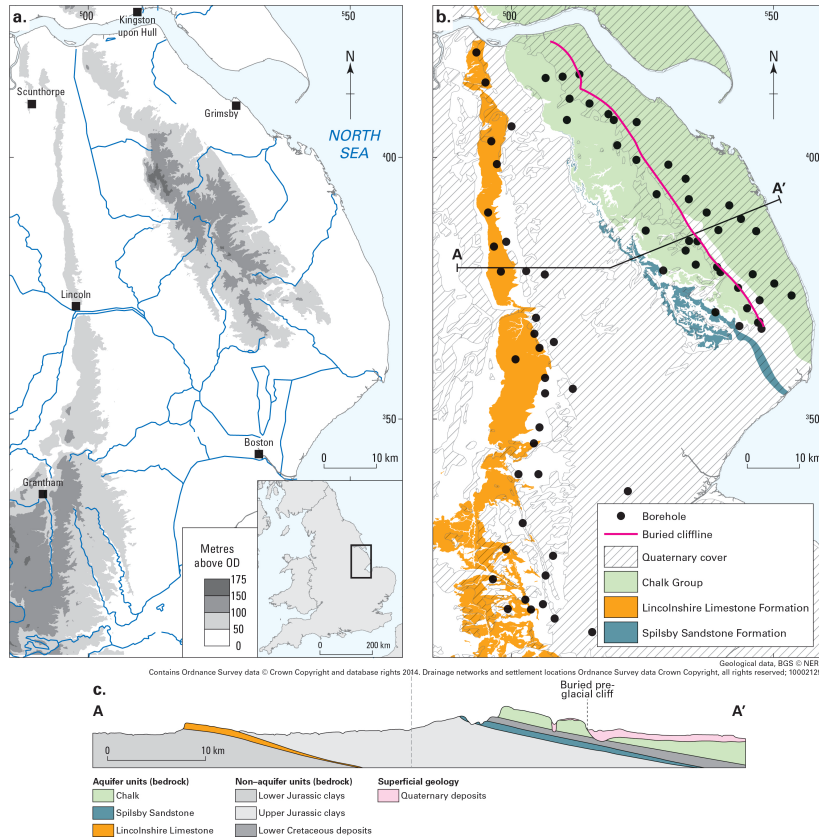 a.
⁵00
⁵50
Kingston
upon Hull
N
Scunthorpe
Grimsby
NORTH
SEA
⁴00
Lincoln
³50
Boston
0 10 km
Grantham
Metres
above OD
175
150
100
50
0
0 200 km
b.
⁵00
⁵50
N
⁴00
A'
A
³50
0 10 km
Borehole
Buried cliffline
Quaternary cover
Chalk Group
Lincolnshire Limestone Formation
Spilsby Sandstone Formation
Geological data, BGS © NER
Contains Ordnance Survey data © Crown Copyright and database rights 2014. Drainage networks and settlement locations Ordnance Survey data Crown Copyright, all rights reserved; 10002129
c.
Buried pre-
glacial cliff
A
A'
0 10 km
Aquifer units (bedrock)
Chalk
Spilsby Sandstone
Lincolnshire Limestone
Non–aquifer units (bedrock)
Lower Jurassic clays
Upper Jurassic clays
Lower Cretaceous deposits
Superficial geology
Quaternary deposits